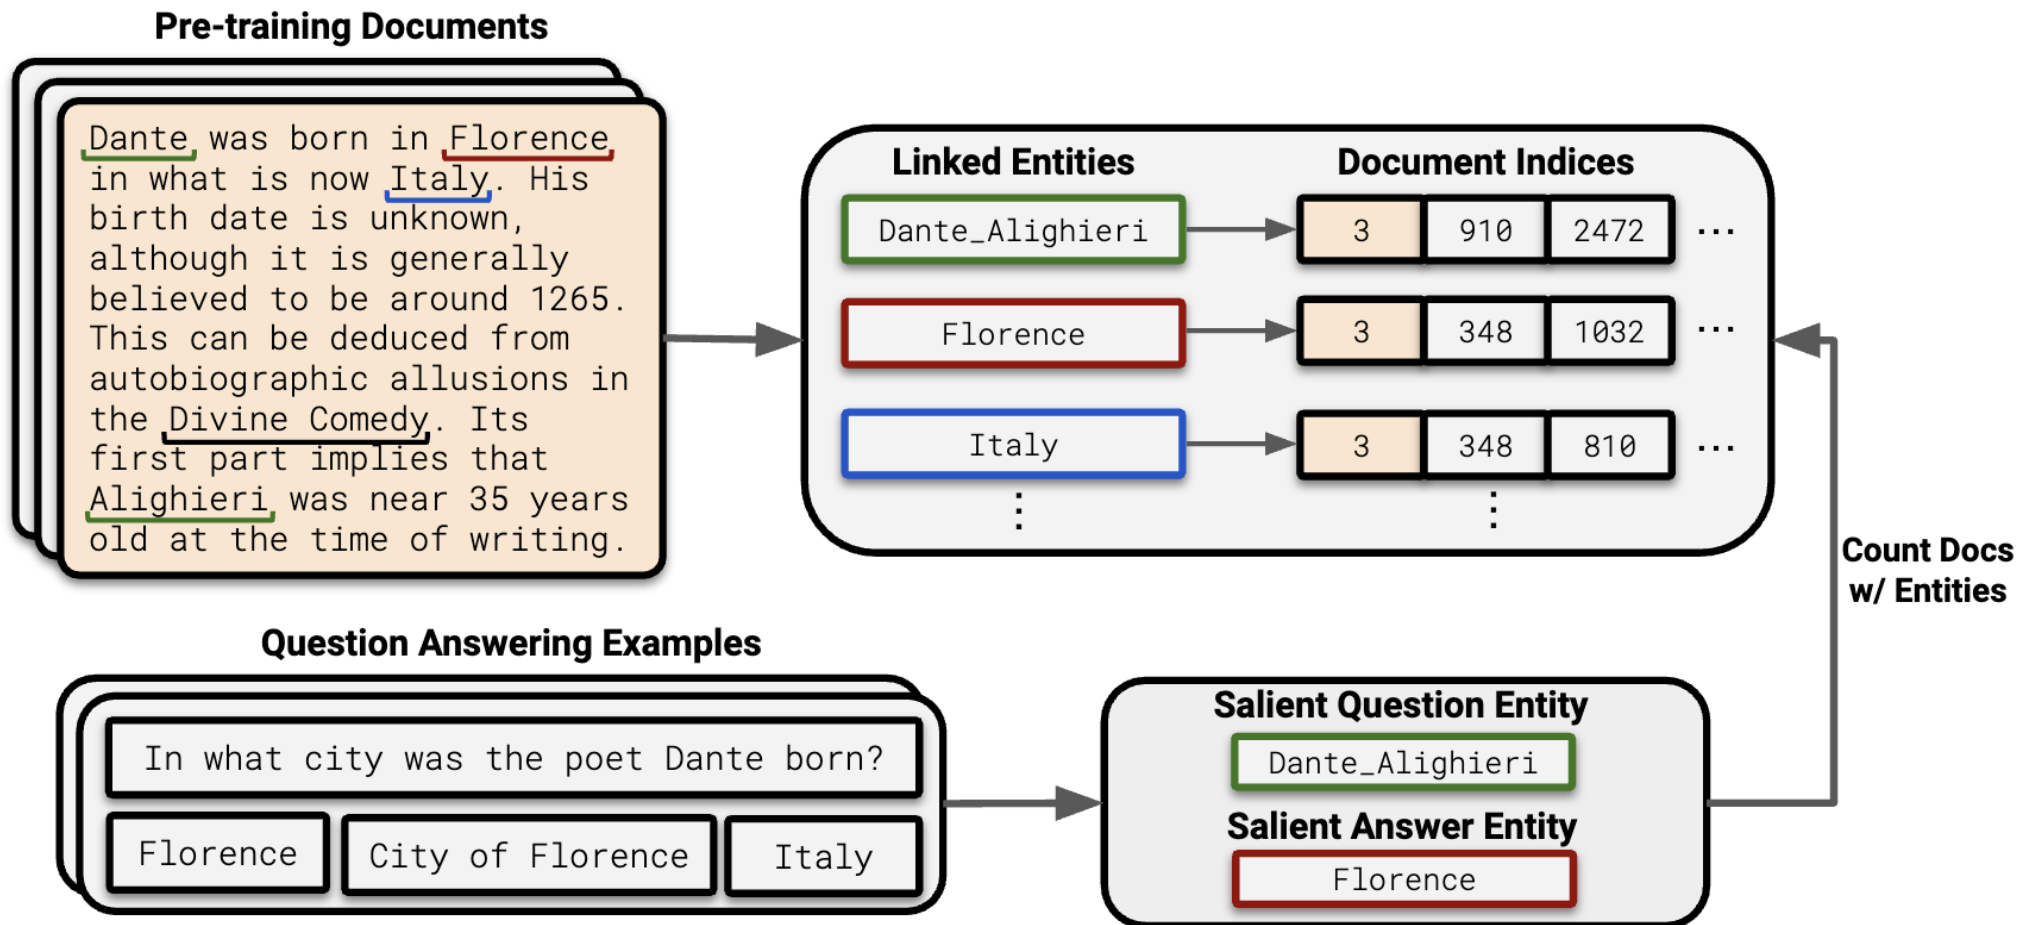 Pre-training Documents
Dante was born in Florence
in what is now Italy. His
birth date is unknown,
although it is generally
believed to be around 1265.
This can be deduced from
autobiographic allusions in
the Divine Comedy. Its
first part implies that
Alighieri was near 35 years
old at the time of writing.
Linked Entities
Document Indices
Dante_Alighieri
3 910 2472 ...
Florence
3 348 1032 ...
Italy
3 348 810 ...
Count Docs
w/ Entities
Question Answering Examples
In what city was the poet Dante born?
Florence
City of Florence
Italy
Salient Question Entity
Dante_Alighieri
Salient Answer Entity
Florence